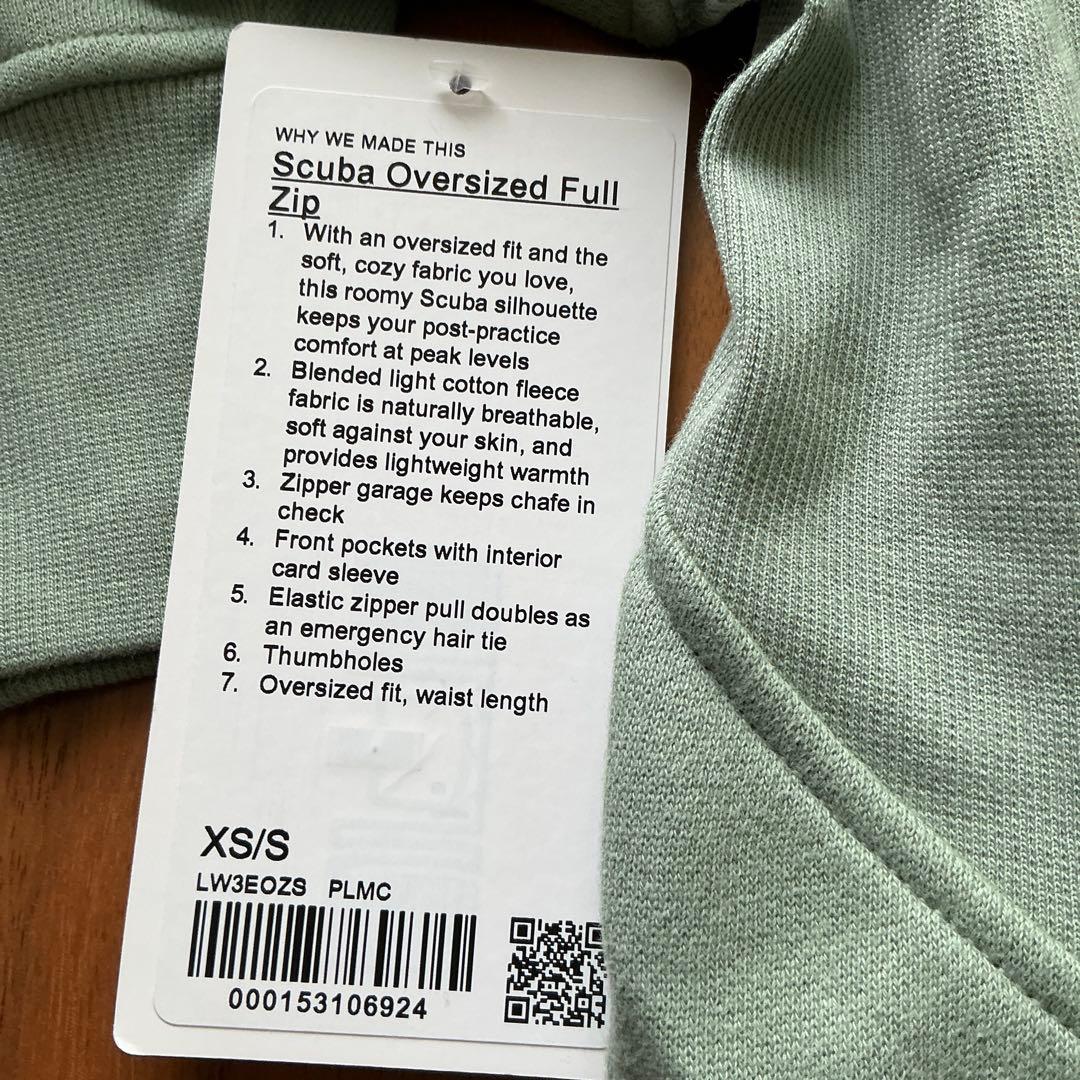 WHY WE MADE THIS
Scuba Oversized Full
Zip
1. With an oversized fit and the
soft, cozy fabric you love,
this roomy Scuba silhouette
keeps your post-practice
comfort at peak levels
2. Blended light cotton fleece
fabric is naturally breathable,
soft against your skin, and
provides lightweight warmth
3. Zipper garage keeps chafe in
check
4. Front pockets with interior
card sleeve
5. Elastic zipper pull doubles as
an emergency hair tie
6. Thumbholes
7. Oversized fit, waist length
XS/S
LW3EOZS PLMC
000153106924